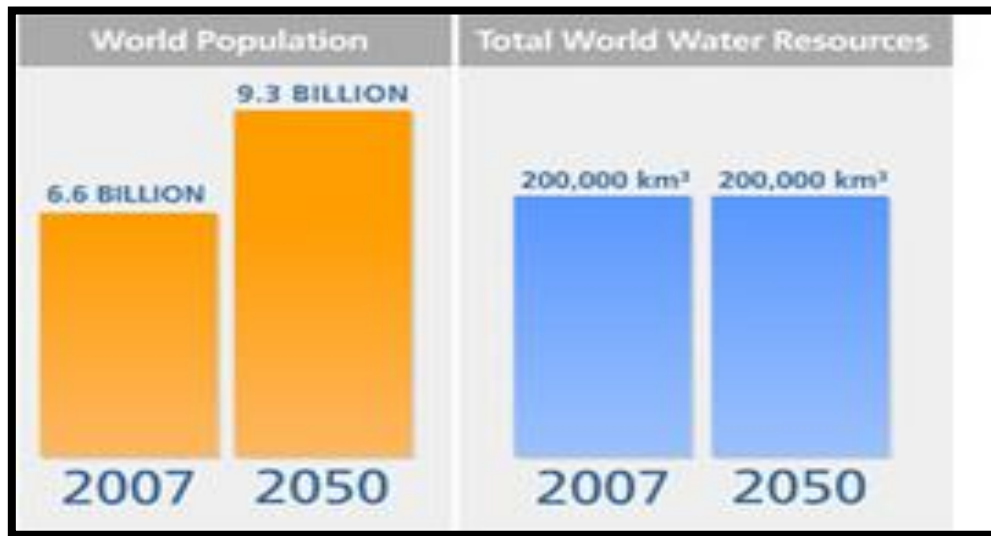 World Population
9.3 BILLION
6.6 BILLION
2007 2050
Total World Water Resources
200,000 km³ 200,000 km³
2007 2050